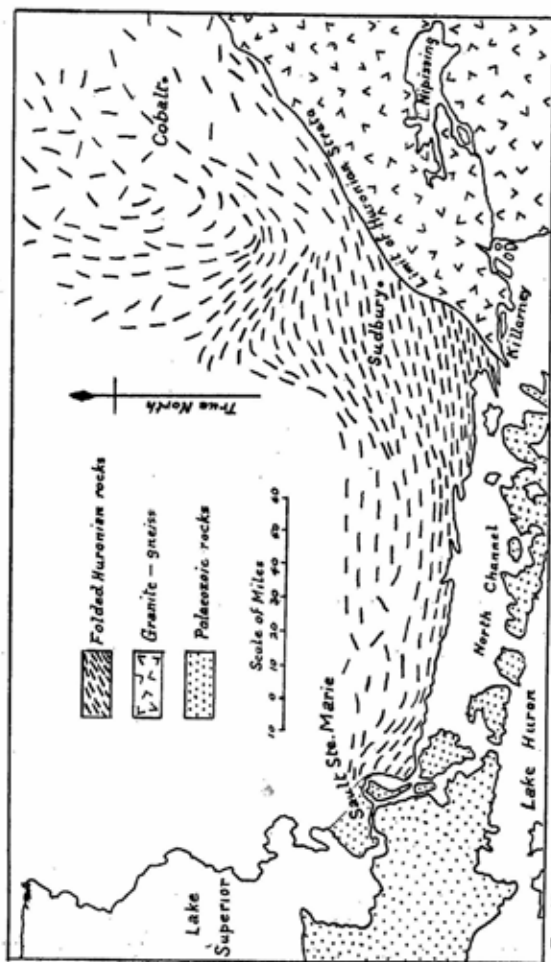 Cobalt.
Limit of Huronian Strata
L. Nipissing
Sudbury.
Killarney
True North
Folded Huronian rocks
Granite-gneiss
Palaeozoic rocks
Scale of Miles
10 0 10 20 30 40 50 60
Sault Ste. Marie
North Channel
Lake Huron
Lake
Superior